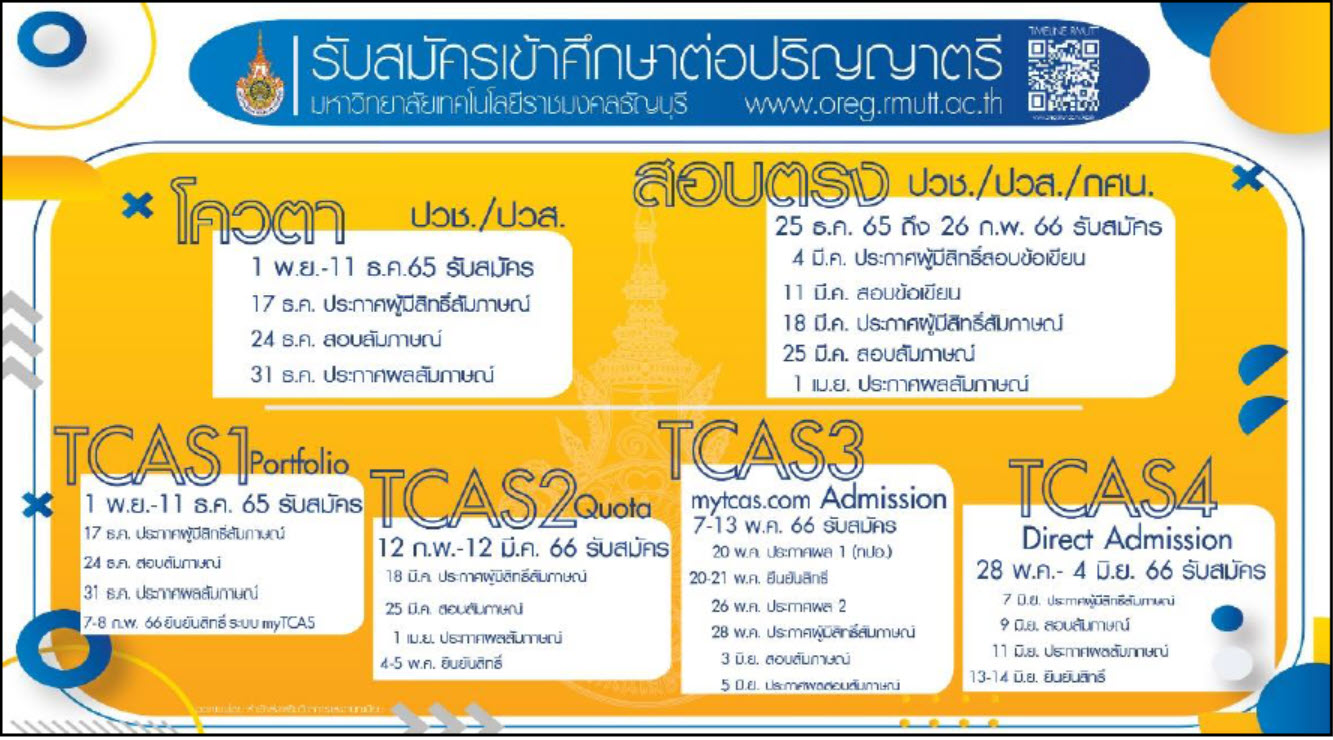 รับสมัครเข้าศึกษาต่อปริญญาตรี
มหาวิทยาลัยเทคโนโลยีราชมงคลธัญบุรี www.oreg.rmutt.ac.th
TIMELINE RMUTT
โควตา ปวช./ปวส.
1 พ.ย.-11 ธ.ค.65 รับสมัคร
17 ธ.ค. ประกาศผู้มีสิทธิ์สัมภาษณ์
24 ธ.ค. สอบสัมภาษณ์
31 ธ.ค. ประกาศผลสัมภาษณ์
สอบตรง ปวช./ปวส./กศน.
25 ธ.ค. 65 ถึง 26 ก.พ. 66 รับสมัคร
4 มี.ค. ประกาศผู้มีสิทธิ์สอบข้อเขียน
11 มี.ค. สอบข้อเขียน
18 มี.ค. ประกาศผู้มีสิทธิ์สัมภาษณ์
25 มี.ค. สอบสัมภาษณ์
1 เม.ย. ประกาศผลสัมภาษณ์
TCAS1 Portfolio
1 พ.ย.-11 ธ.ค. 65 รับสมัคร
17 ธ.ค. ประกาศผู้มีสิทธิ์สัมภาษณ์
24 ธ.ค. สอบสัมภาษณ์
31 ธ.ค. ประกาศผลสัมภาษณ์
7-8 ก.พ. 66 ยืนยันสิทธิ์ ระบบ myTCAS
TCAS2 Quota
12 ก.พ.-12 มี.ค. 66 รับสมัคร
18 มี.ค. ประกาศผู้มีสิทธิ์สัมภาษณ์
25 มี.ค. สอบสัมภาษณ์
1 เม.ย. ประกาศผลสัมภาษณ์
4-5 พ.ค. ยืนยันสิทธิ์
TCAS3
mytcas.com Admission
7-13 พ.ค. 66 รับสมัคร
20 พ.ค. ประกาศผล 1 (ทปอ.)
20-21 พ.ค. ยืนยันสิทธิ์
26 พ.ค. ประกาศผล 2
28 พ.ค. ประกาศผู้มีสิทธิ์สัมภาษณ์
3 มิ.ย. สอบสัมภาษณ์
5 มิ.ย. ประกาศผลสอบสัมภาษณ์
TCAS4
Direct Admission
28 พ.ค.- 4 มิ.ย. 66 รับสมัคร
7 มิ.ย. ประกาศผู้มีสิทธิ์สัมภาษณ์
9 มิ.ย. สอบสัมภาษณ์
11 มิ.ย. ประกาศผลสัมภาษณ์
13-14 มิ.ย. ยืนยันสิทธิ์